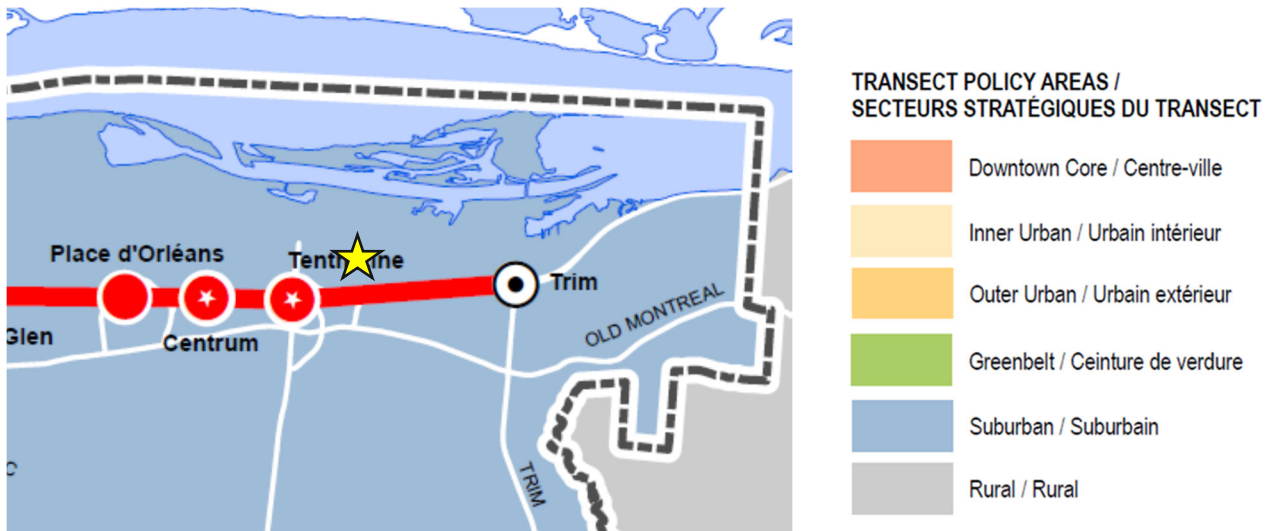 Place d'Orléans
Glen
Centrum
Trim
OLD MONTREAL
TRIM
C
TRANSECT POLICY AREAS /
SECTEURS STRATÉGIQUES DU TRANSECT
Downtown Core / Centre-ville
Inner Urban / Urbain intérieur
Outer Urban / Urbain extérieur
Greenbelt / Ceinture de verdure
Suburban / Suburbain
Rural / Rural